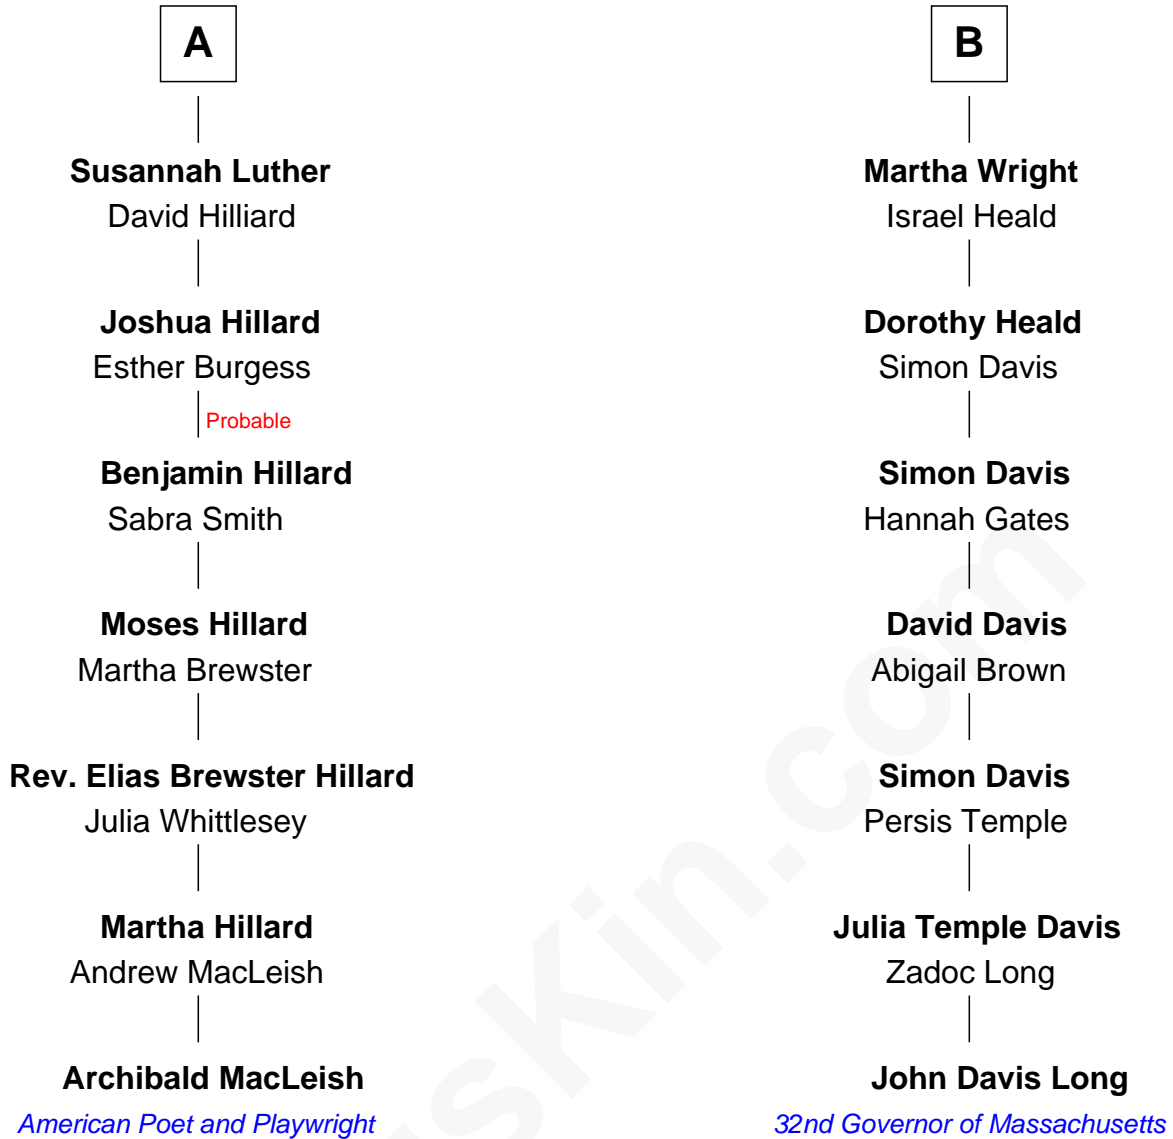 A
Susannah Luther
David Hilliard
Joshua Hillard
Esther Burgess
Probable
Benjamin Hillard
Sabra Smith
Moses Hillard
Martha Brewster
Rev. Elias Brewster Hillard
Julia Whittlesey
Martha Hillard
Andrew MacLeish
Archibald MacLeish
American Poet and Playwright
B
Martha Wright
Israel Heald
Dorothy Heald
Simon Davis
Simon Davis
Hannah Gates
David Davis
Abigail Brown
Simon Davis
Persis Temple
Julia Temple Davis
Zadoc Long
John Davis Long
32nd Governor of Massachusetts